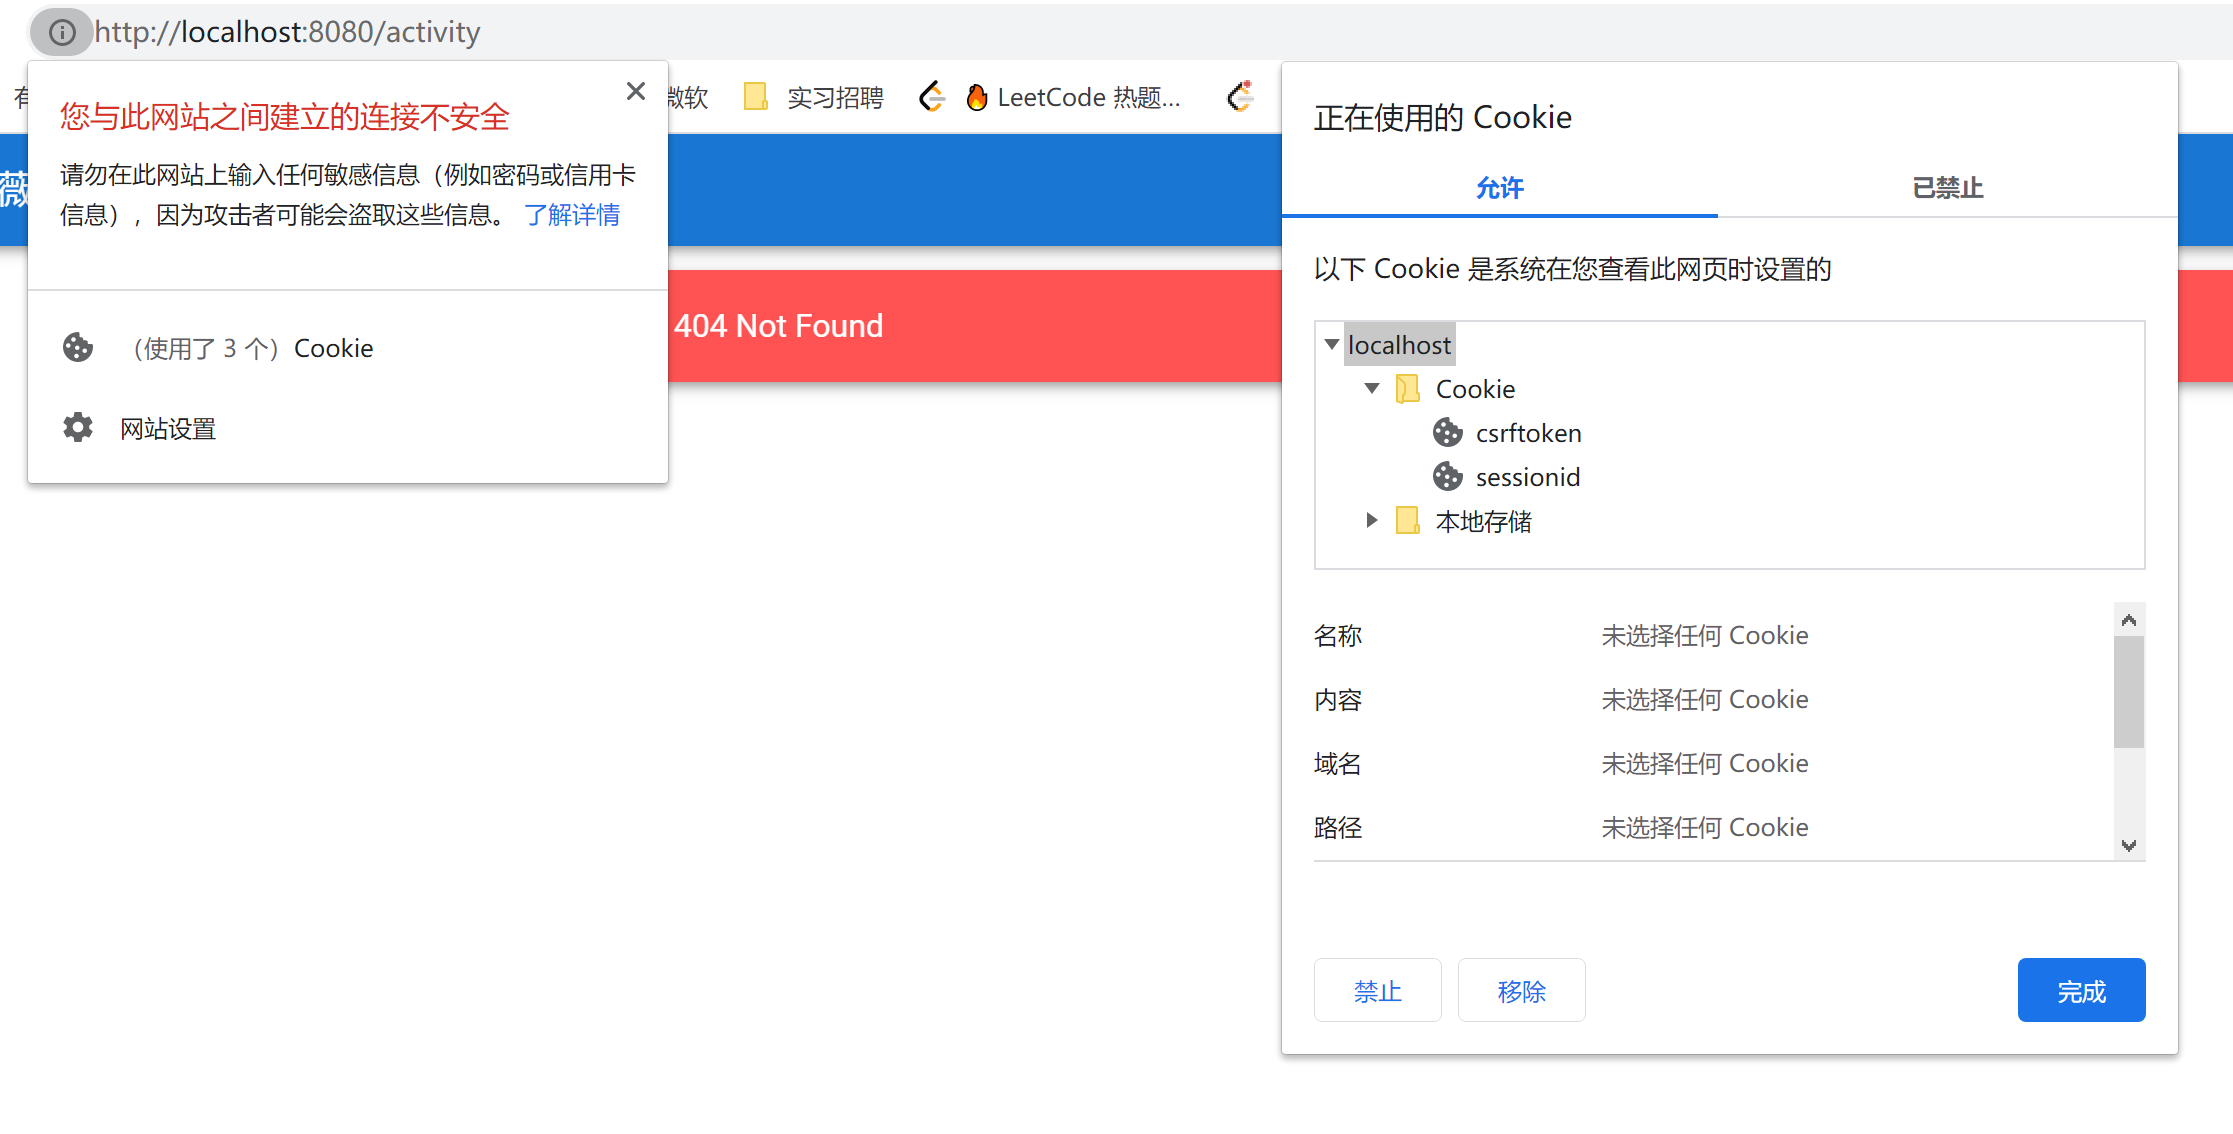 http://localhost:8080/activity
微软
实习招聘
LeetCode 热题...
薇
您与此网站之间建立的连接不安全
请勿在此网站上输入任何敏感信息（例如密码或信用卡
信息），因为攻击者可能会盗取这些信息。 了解详情
（使用了 3 个）Cookie
网站设置
404 Not Found
正在使用的 Cookie
允许
已禁止
以下 Cookie 是系统在您查看此网页时设置的
localhost
Cookie
csrftoken
sessionid
本地存储
名称 未选择任何 Cookie
内容 未选择任何 Cookie
域名 未选择任何 Cookie
路径 未选择任何 Cookie
禁止
移除
完成